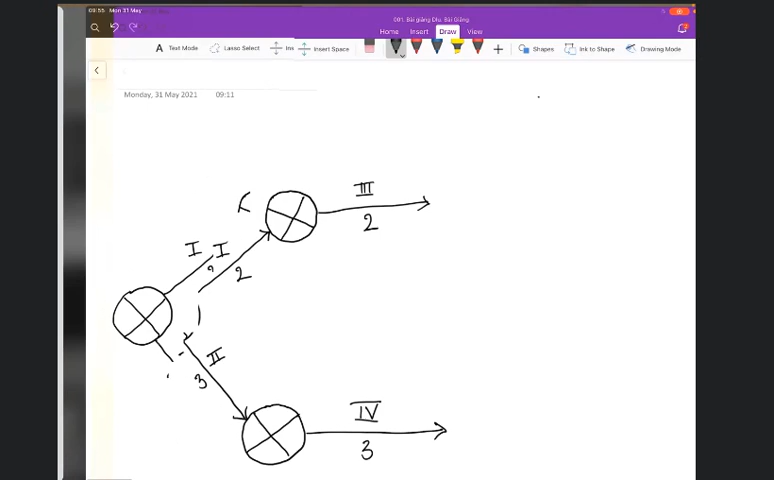 09:55 Mon 31 May
001. Bài giảng Dlu. Bài Giảng
Home Insert Draw View
Text Mode Lasso Select Ins Insert Space Shapes Ink to Shape Drawing Mode
Monday, 31 May 2021 09:11
III
2
I I
2
II
3
IV
3